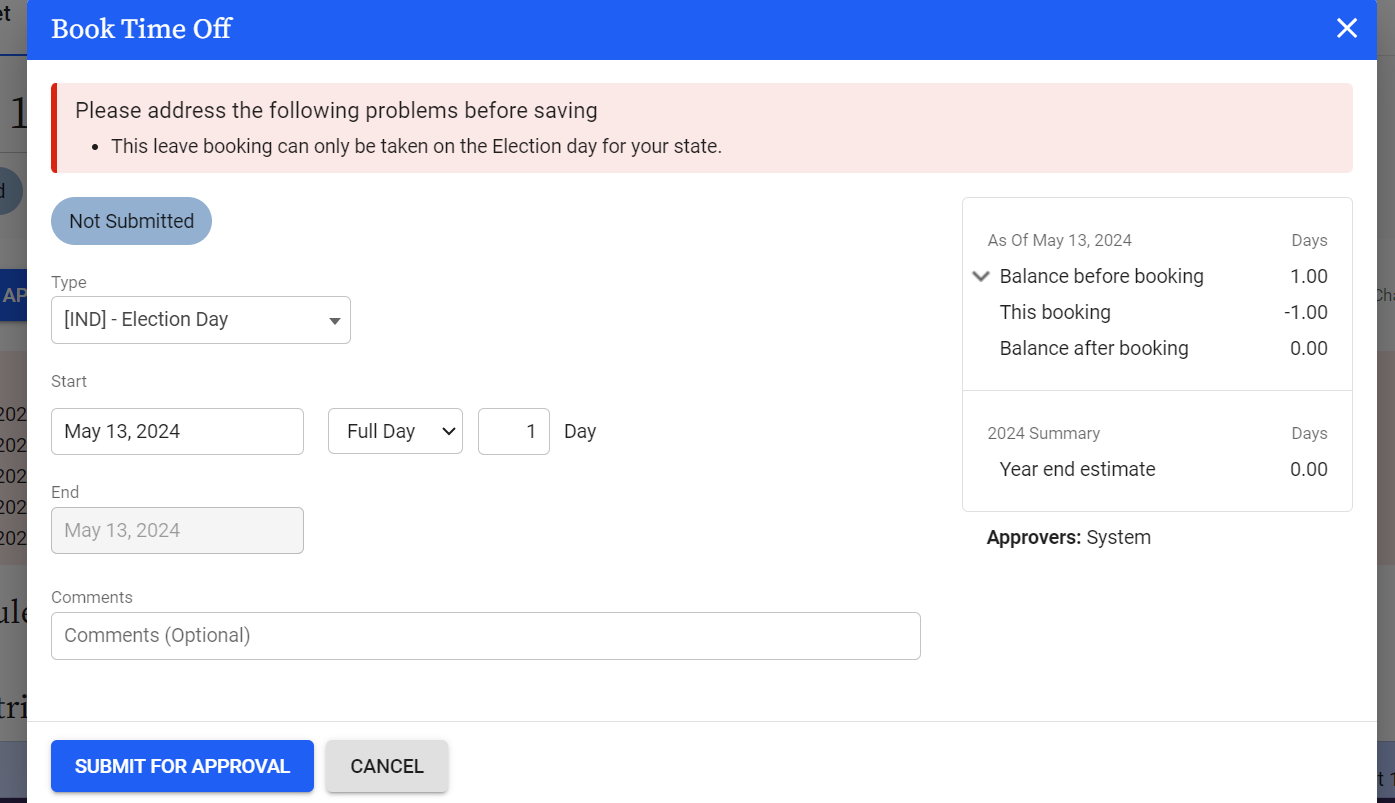 Book Time Off
Please address the following problems before saving
This leave booking can only be taken on the Election day for your state.
Not Submitted
Type
[IND] - Election Day
Start
May 13, 2024
Full Day
1
Day
End
May 13, 2024
Comments
Comments (Optional)
As Of May 13, 2024 Days
Balance before booking 1.00
This booking -1.00
Balance after booking 0.00
2024 Summary Days
Year end estimate 0.00
Approvers: System
SUBMIT FOR APPROVAL
CANCEL